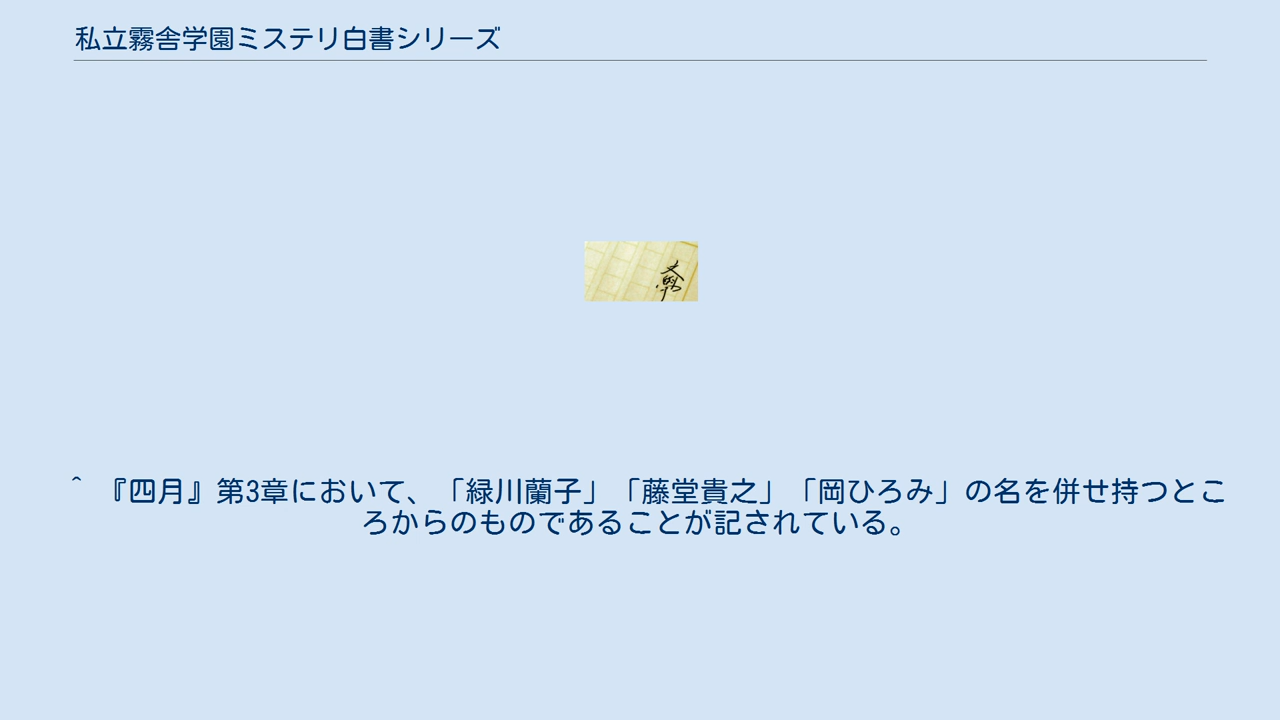 私立霧舎学園ミステリ白書シリーズ
^ 『四月』第3章において、「緑川蘭子」「藤堂貴之」「岡ひろみ」の名を併せ持つとこ
ろからのものであることが記されている。